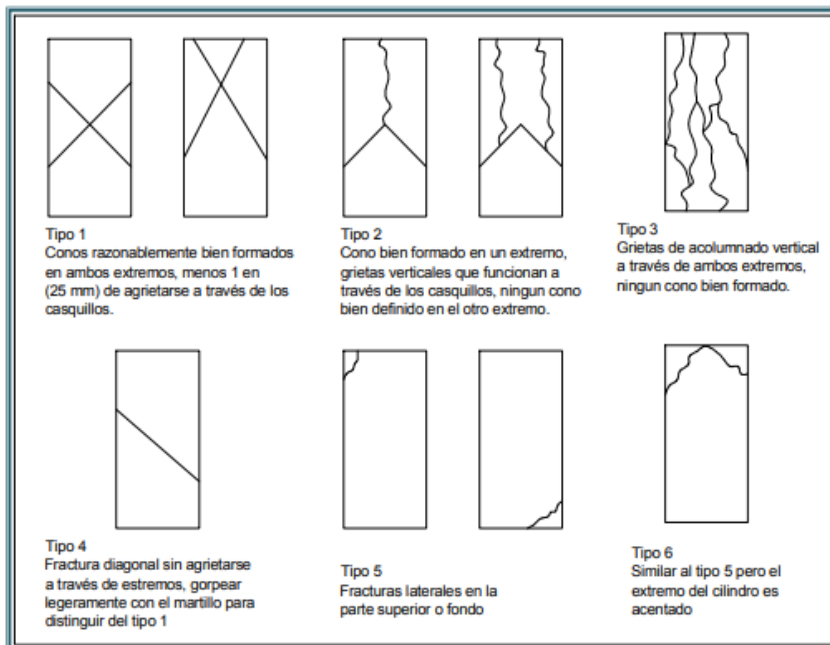 Tipo 1
Conos razonablemente bien formados
en ambos extremos, menos 1 en
(25 mm) de agrietarse a través de los
casquillos.
Tipo 2
Cono bien formado en un extremo,
grietas verticales que funcionan a
través de los casquillos, ningun cono
bien definido en el otro extremo.
Tipo 3
Grietas de acolumnado vertical
a través de ambos extremos,
ningun cono bien formado.
Tipo 4
Fractura diagonal sin agrietarse
a través de estremos, gorpear
legeramente con el martillo para
distinguir del tipo 1
Tipo 5
Fracturas laterales en la
parte superior o fondo
Tipo 6
Similar al tipo 5 pero el
extremo del cilindro es
acentado